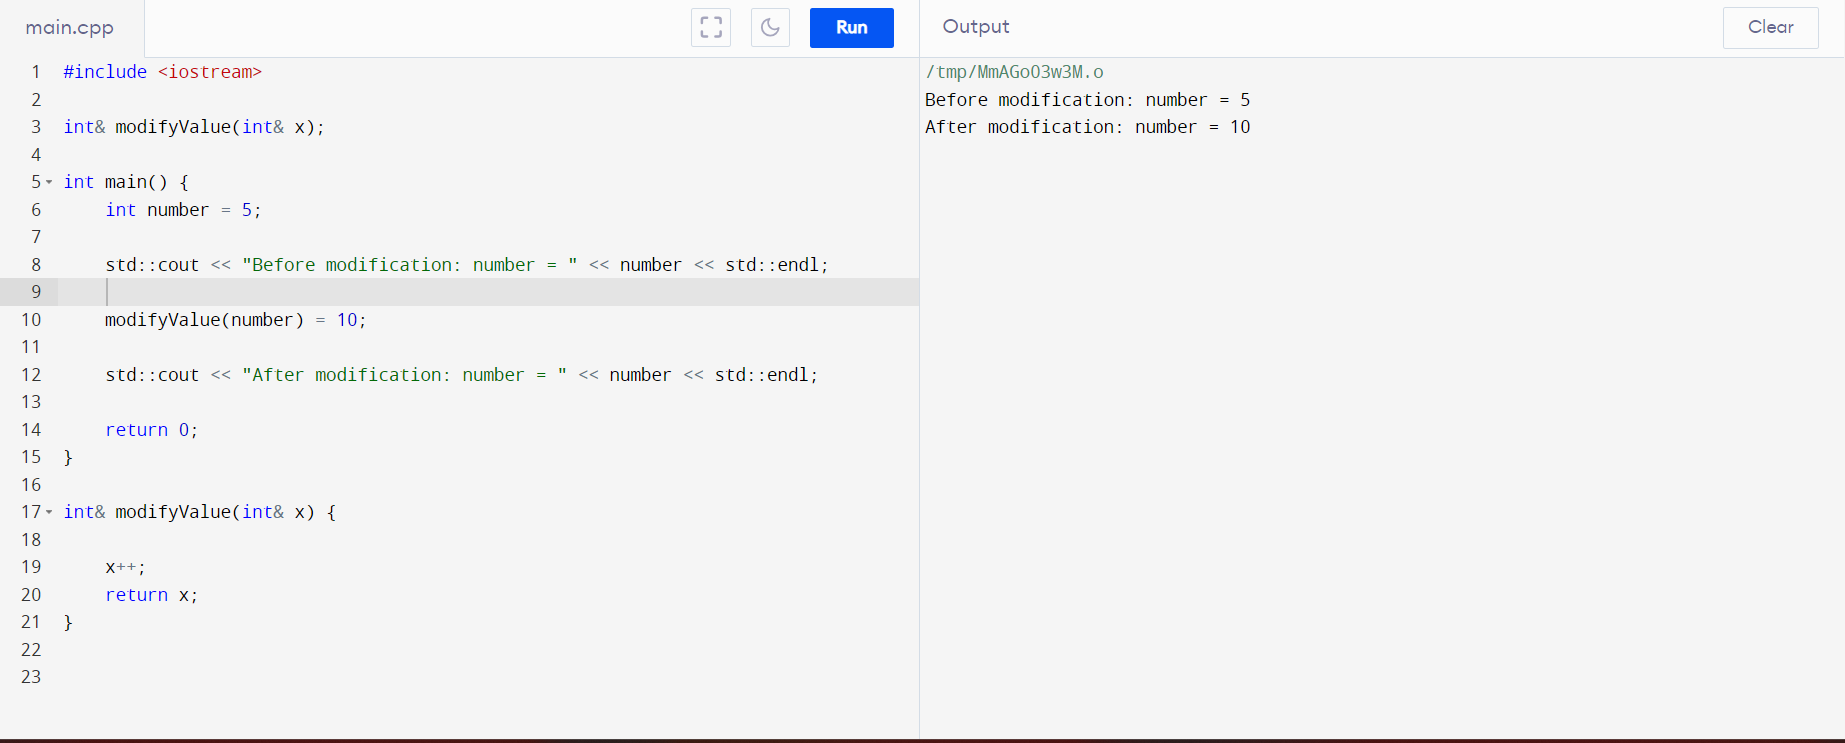 main.cpp
Run
Output
Clear
1 #include <iostream>
2
3 int& modifyValue(int& x);
4
5 int main() {
6     int number = 5;
7
8     std::cout << "Before modification: number = " << number << std::endl;
9
10     modifyValue(number) = 10;
11
12     std::cout << "After modification: number = " << number << std::endl;
13
14     return 0;
15 }
16
17 int& modifyValue(int& x) {
18
19     x++;
20     return x;
21 }
22
23
/tmp/MmAGoO3w3M.o
Before modification: number = 5
After modification: number = 10